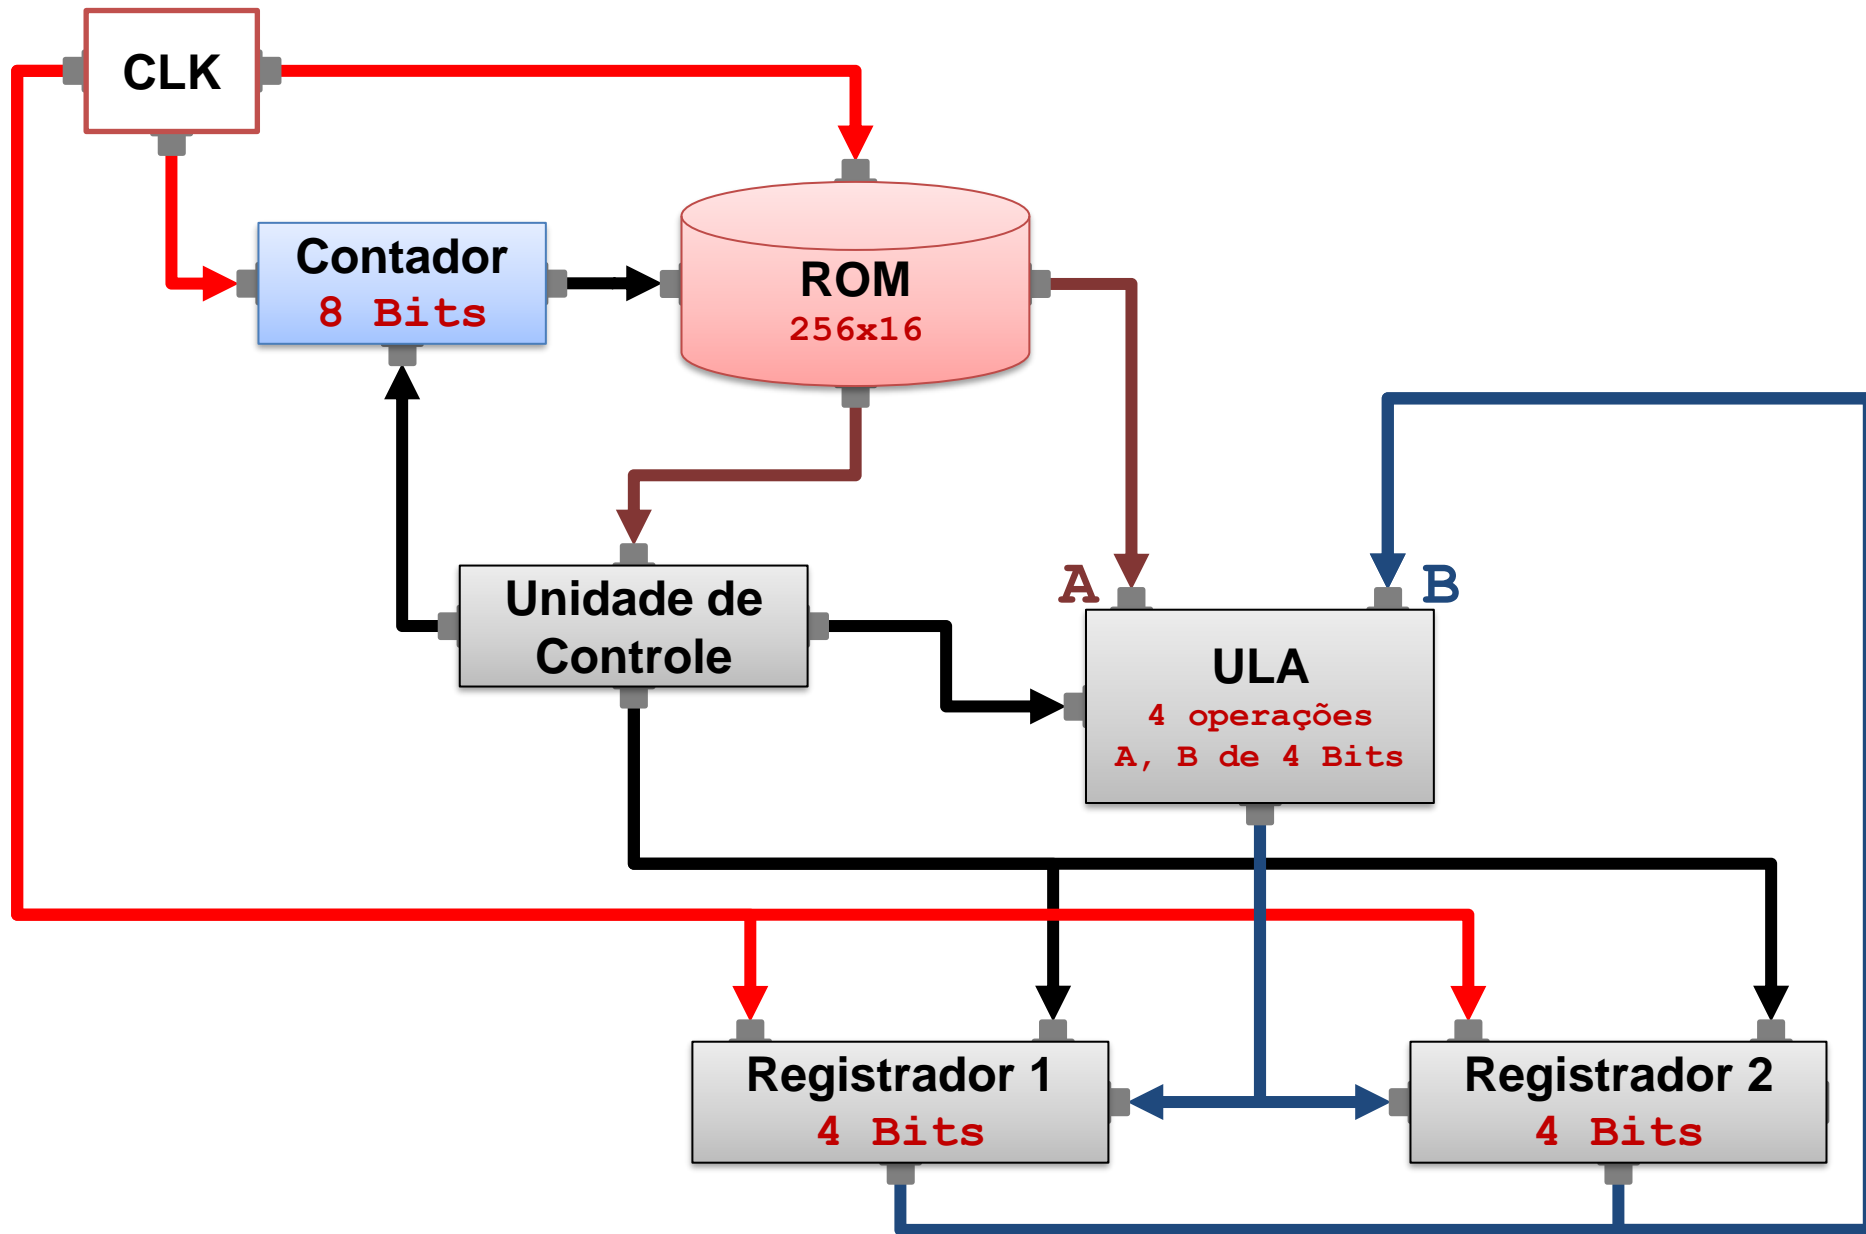 CLK
Contador
8 Bits
ROM
256x16
Unidade de
Controle
A
B
ULA
4 operações
A, B de 4 Bits
Registrador 1
4 Bits
Registrador 2
4 Bits